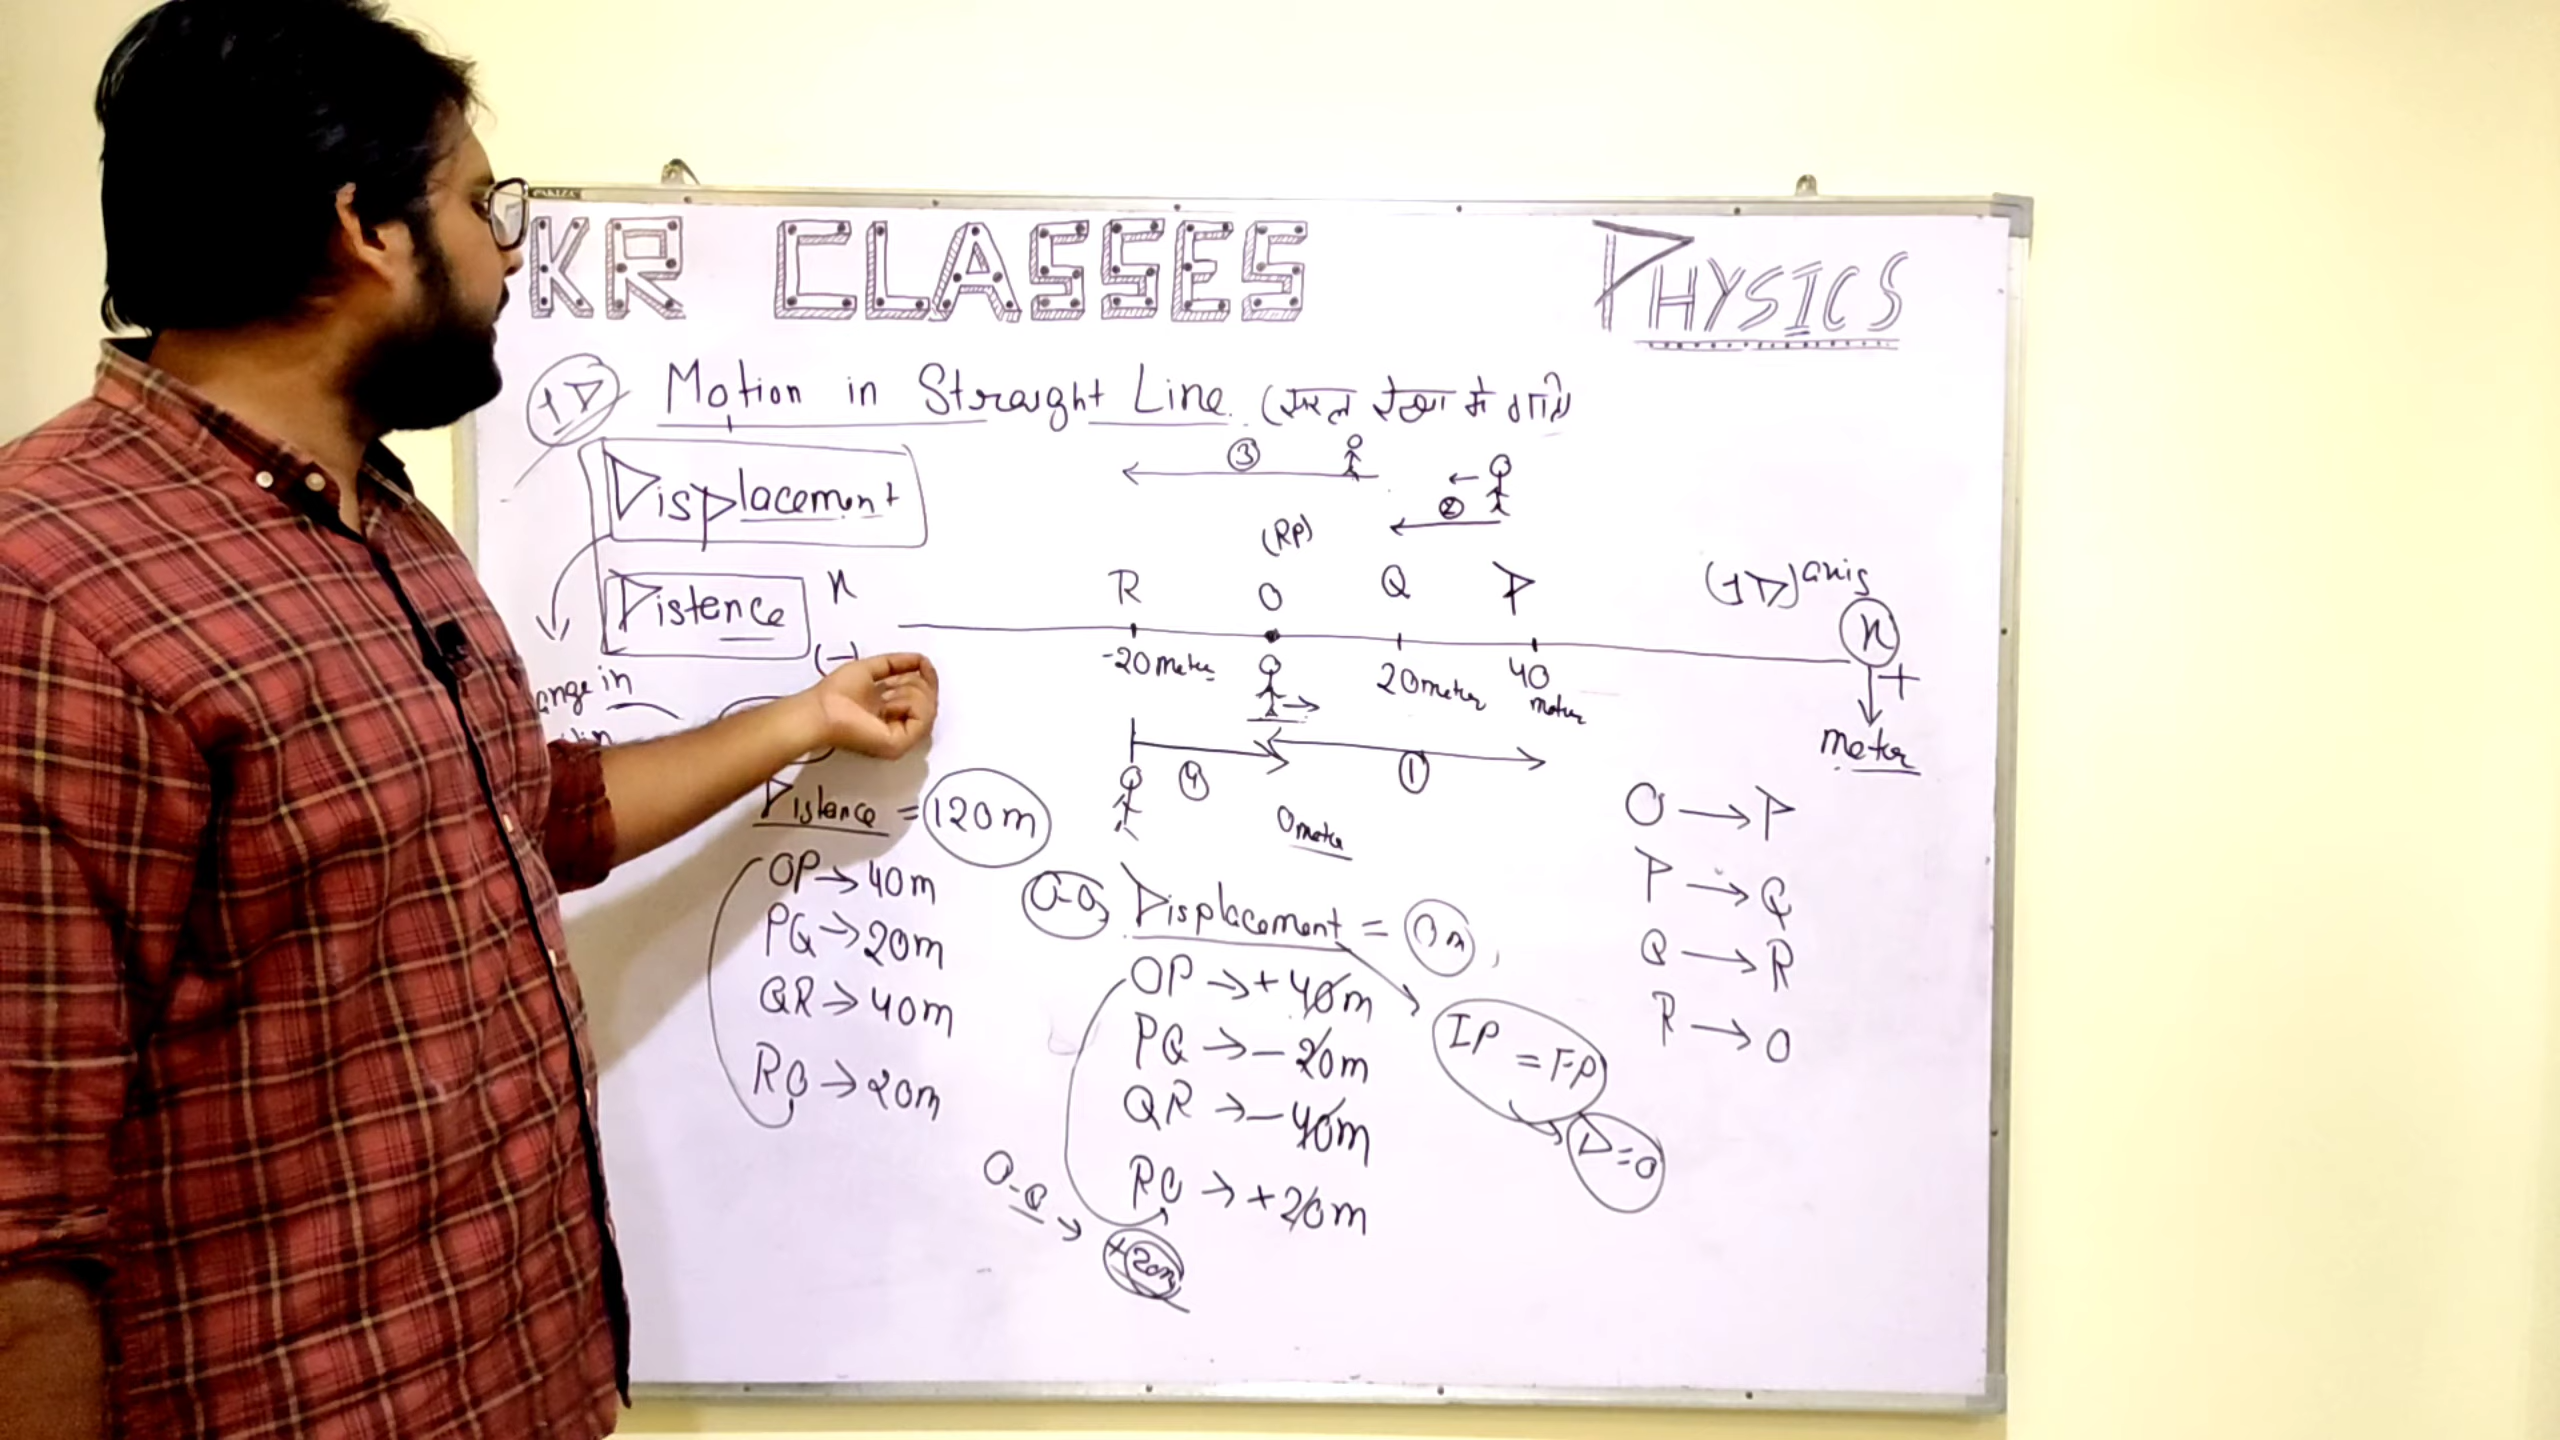 KR CLASSES
PHYSICS
1D Motion in Straight Line (सरल रेखा में गति)
Displacement
Distence
x
(-)
③
②
(RP)
R O Q P
-20 meter
20 meter
40 meter
(1D) axis
x
+
meter
④
①
0 meter
ange in
Distence = 120m
OP → 40m
PQ → 20m
QR → 40m
RO → 20m
O-O
Displacement = 0m
OP → + 40m
PQ → - 20m
QR → - 40m
RO → + 20m
O-Q → +20m
IP = FP
D=0
O → P
P → Q
Q → R
R → O